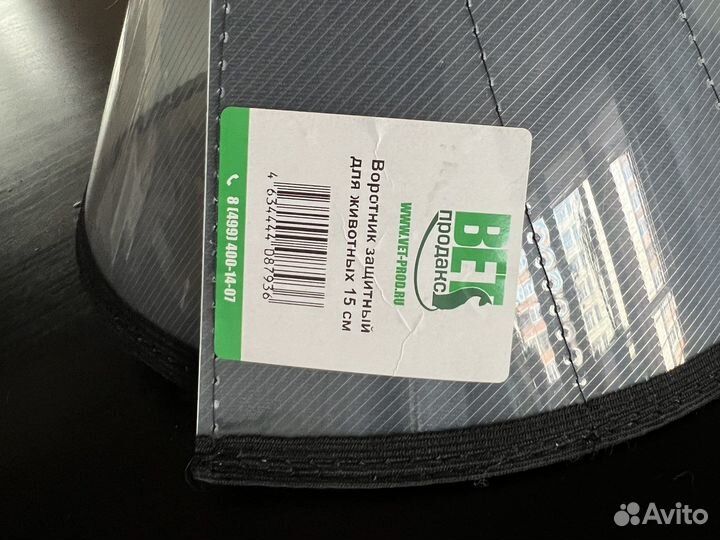 ВЕТ
продакс
WWW.VET-PROD.RU
Воротник защитный
для животных 15 см
4 634444 087936
8 (499) 400-14-07
Avito